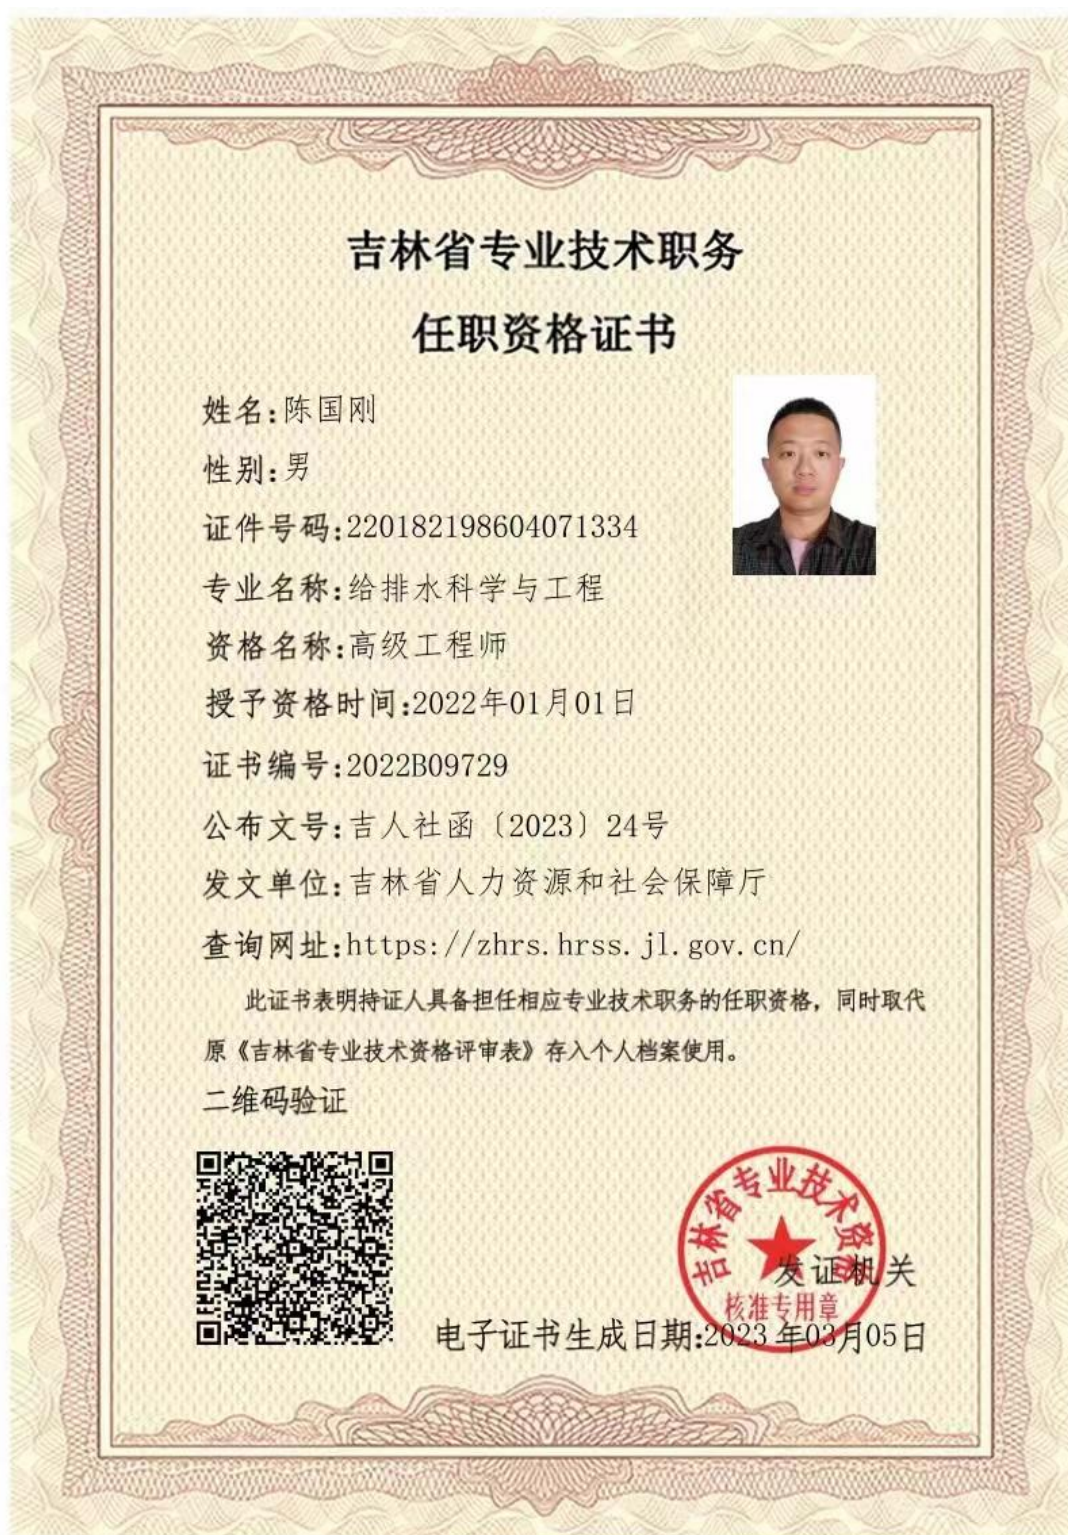 吉林省专业技术职务
任职资格证书
姓名:陈国刚
性别:男
证件号码:220182198604071334
专业名称:给排水科学与工程
资格名称:高级工程师
授予资格时间:2022年01月01日
证书编号:2022B09729
公布文号:吉人社函〔2023〕24号
发文单位:吉林省人力资源和社会保障厅
查询网址:https://zhrs.hrss.jl.gov.cn/
此证书表明持证人具备担任相应专业技术职务的任职资格，同时取代
原《吉林省专业技术资格评审表》存入个人档案使用。
二维码验证
吉林省专业技术资格
发证机关
核准专用章
电子证书生成日期:2023年03月05日